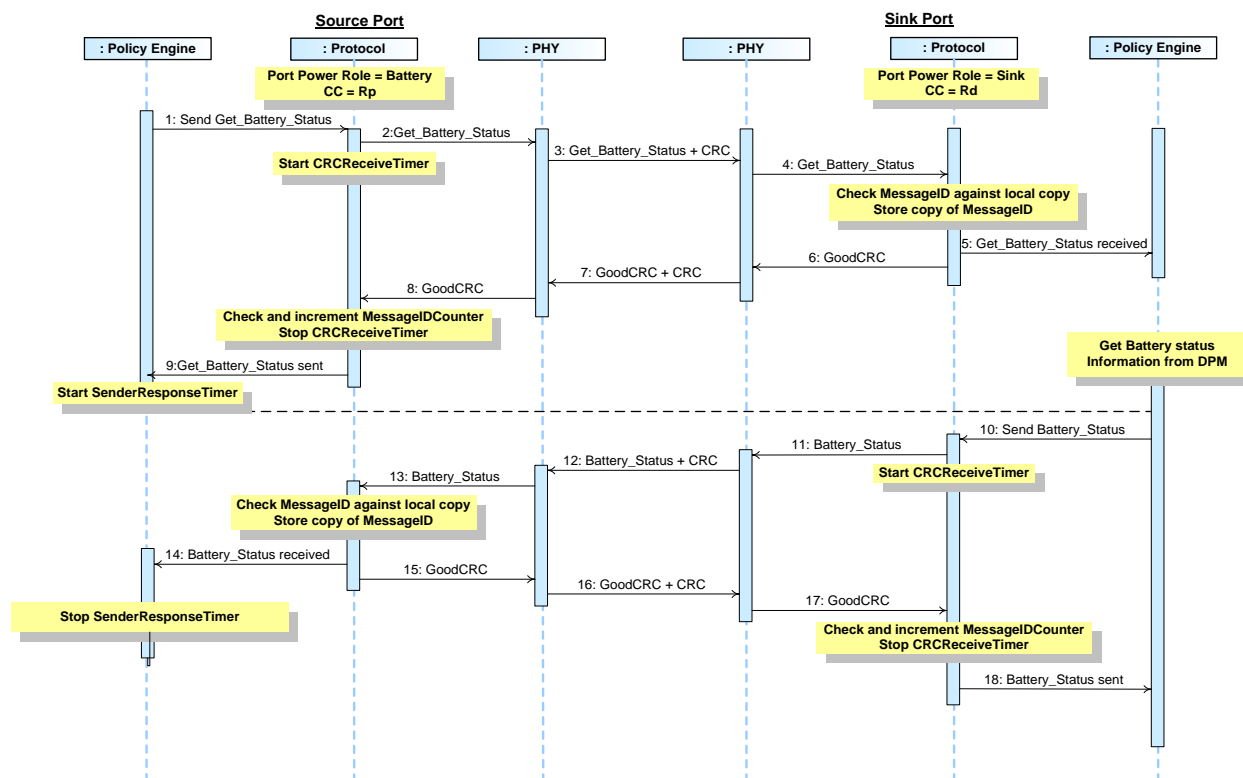 Source Port
Sink Port
: Policy Engine
: Protocol
: PHY
: PHY
: Protocol
: Policy Engine
Port Power Role = Battery
CC = Rp
Port Power Role = Sink
CC = Rd
1: Send Get_Battery_Status
2:Get_Battery_Status
Start CRCReceiveTimer
3: Get_Battery_Status + CRC
4: Get_Battery_Status
Check MessageID against local copy
Store copy of MessageID
5: Get_Battery_Status received
6: GoodCRC
7: GoodCRC + CRC
8: GoodCRC
Check and increment MessageIDCounter
Stop CRCReceiveTimer
9:Get_Battery_Status sent
Start SenderResponseTimer
Get Battery status
Information from DPM
10: Send Battery_Status
11: Battery_Status
Start CRCReceiveTimer
12: Battery_Status + CRC
13: Battery_Status
Check MessageID against local copy
Store copy of MessageID
14: Battery_Status received
15: GoodCRC
16: GoodCRC + CRC
17: GoodCRC
Stop SenderResponseTimer
Check and increment MessageIDCounter
Stop CRCReceiveTimer
18: Battery_Status sent